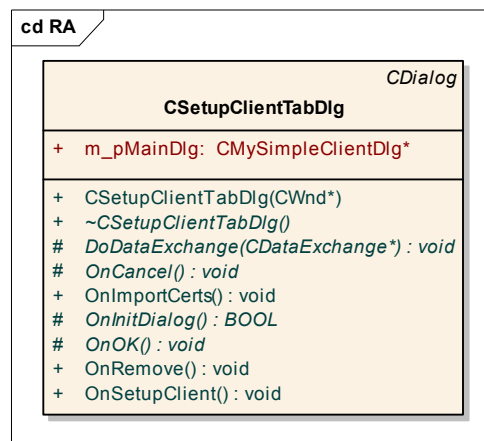 cd RA
CDialog
CSetupClientTabDlg
+ m_pMainDlg: CMySimpleClientDlg*
+ CSetupClientTabDlg(CWnd*)
+ ~CSetupClientTabDlg()
# DoDataExchange(CDataExchange*) : void
# OnCancel() : void
+ OnImportCerts() : void
# OnInitDialog() : BOOL
# OnOK() : void
+ OnRemove() : void
+ OnSetupClient() : void